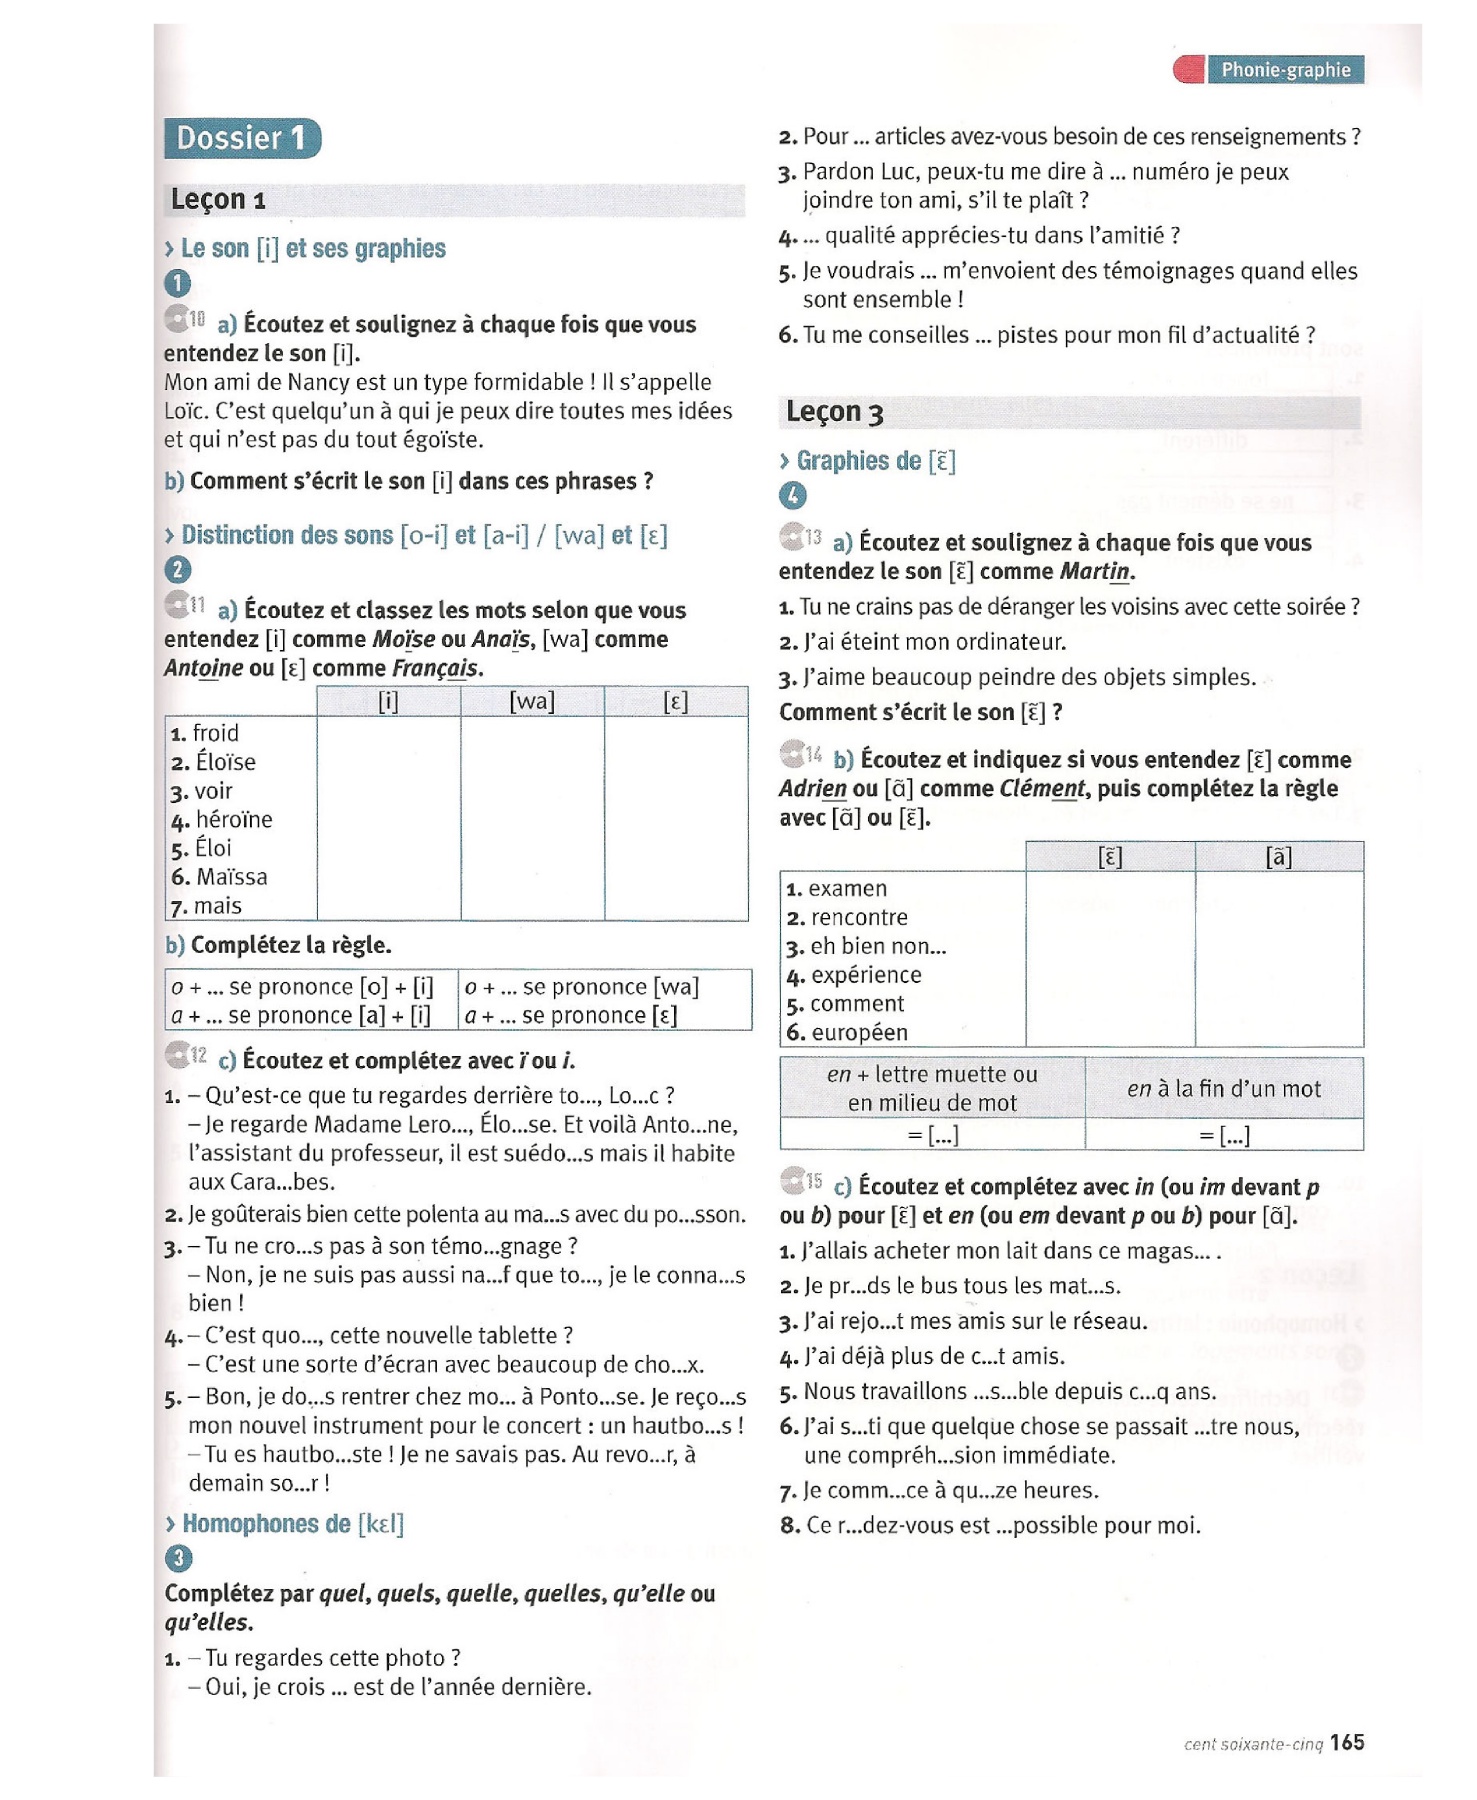 Phonie-graphie
Dossier 1
Leçon 1
› Le son [i] et ses graphies
1
10 a) Écoutez et soulignez à chaque fois que vous
entendez le son [i].
Mon ami de Nancy est un type formidable ! Il s'appelle
Loïc. C'est quelqu'un à qui je peux dire toutes mes idées
et qui n'est pas du tout égoïste.
b) Comment s'écrit le son [i] dans ces phrases ?
› Distinction des sons [o-i] et [a-i] / [wa] et [ɛ]
2
11 a) Écoutez et classez les mots selon que vous
entendez [i] comme Moïse ou Anaïs, [wa] comme
Antoine ou [ɛ] comme Français.
[i] [wa] [ɛ]
1. froid
2. Éloïse
3. voir
4. héroïne
5. Éloi
6. Maïssa
7. mais
b) Complétez la règle.
o + ... se prononce [o] + [i] o + ... se prononce [wa]
a + ... se prononce [a] + [i] a + ... se prononce [ɛ]
12 c) Écoutez et complétez avec ï ou i.
1. – Qu'est-ce que tu regardes derrière to..., Lo...c ?
– Je regarde Madame Lero..., Élo...se. Et voilà Anto...ne,
l'assistant du professeur, il est suédo...s mais il habite
aux Cara...bes.
2. Je goûterais bien cette polenta au ma...s avec du po...sson.
3. – Tu ne cro...s pas à son témo...gnage ?
– Non, je ne suis pas aussi na...f que to..., je le conna...s
bien !
4. – C'est quo..., cette nouvelle tablette ?
– C'est une sorte d'écran avec beaucoup de cho...x.
5. – Bon, je do...s rentrer chez mo... à Ponto...se. Je reço...s
mon nouvel instrument pour le concert : un hautbo...s !
– Tu es hautbo...ste ! Je ne savais pas. Au revo...r, à
demain so...r !
› Homophones de [kɛl]
3
Complétez par quel, quels, quelle, quelles, qu'elle ou
qu'elles.
1. – Tu regardes cette photo ?
– Oui, je crois ... est de l'année dernière.
2. Pour ... articles avez-vous besoin de ces renseignements ?
3. Pardon Luc, peux-tu me dire à ... numéro je peux
joindre ton ami, s'il te plaît ?
4. ... qualité apprécies-tu dans l'amitié ?
5. Je voudrais ... m'envoient des témoignages quand elles
sont ensemble !
6. Tu me conseilles ... pistes pour mon fil d'actualité ?
Leçon 3
› Graphies de [ɛ̃]
4
13 a) Écoutez et soulignez à chaque fois que vous
entendez le son [ɛ̃] comme Martin.
1. Tu ne crains pas de déranger les voisins avec cette soirée ?
2. J'ai éteint mon ordinateur.
3. J'aime beaucoup peindre des objets simples.
Comment s'écrit le son [ɛ̃] ?
14 b) Écoutez et indiquez si vous entendez [ɛ̃] comme
Adrien ou [ɑ̃] comme Clément, puis complétez la règle
avec [ɑ̃] ou [ɛ̃].
[ɛ̃] [ɑ̃]
1. examen
2. rencontre
3. eh bien non...
4. expérience
5. comment
6. européen
en + lettre muette ou
en milieu de mot
en à la fin d'un mot
= [...] = [...]
15 c) Écoutez et complétez avec in (ou im devant p
ou b) pour [ɛ̃] et en (ou em devant p ou b) pour [ɑ̃].
1. J'allais acheter mon lait dans ce magas... .
2. Je pr...ds le bus tous les mat...s.
3. J'ai rejo...t mes amis sur le réseau.
4. J'ai déjà plus de c...t amis.
5. Nous travaillons ...s...ble depuis c...q ans.
6. J'ai s...ti que quelque chose se passait ...tre nous,
une compréh...sion immédiate.
7. Je comm...ce à qu...ze heures.
8. Ce r...dez-vous est ...possible pour moi.
cent soixante-cinq 165